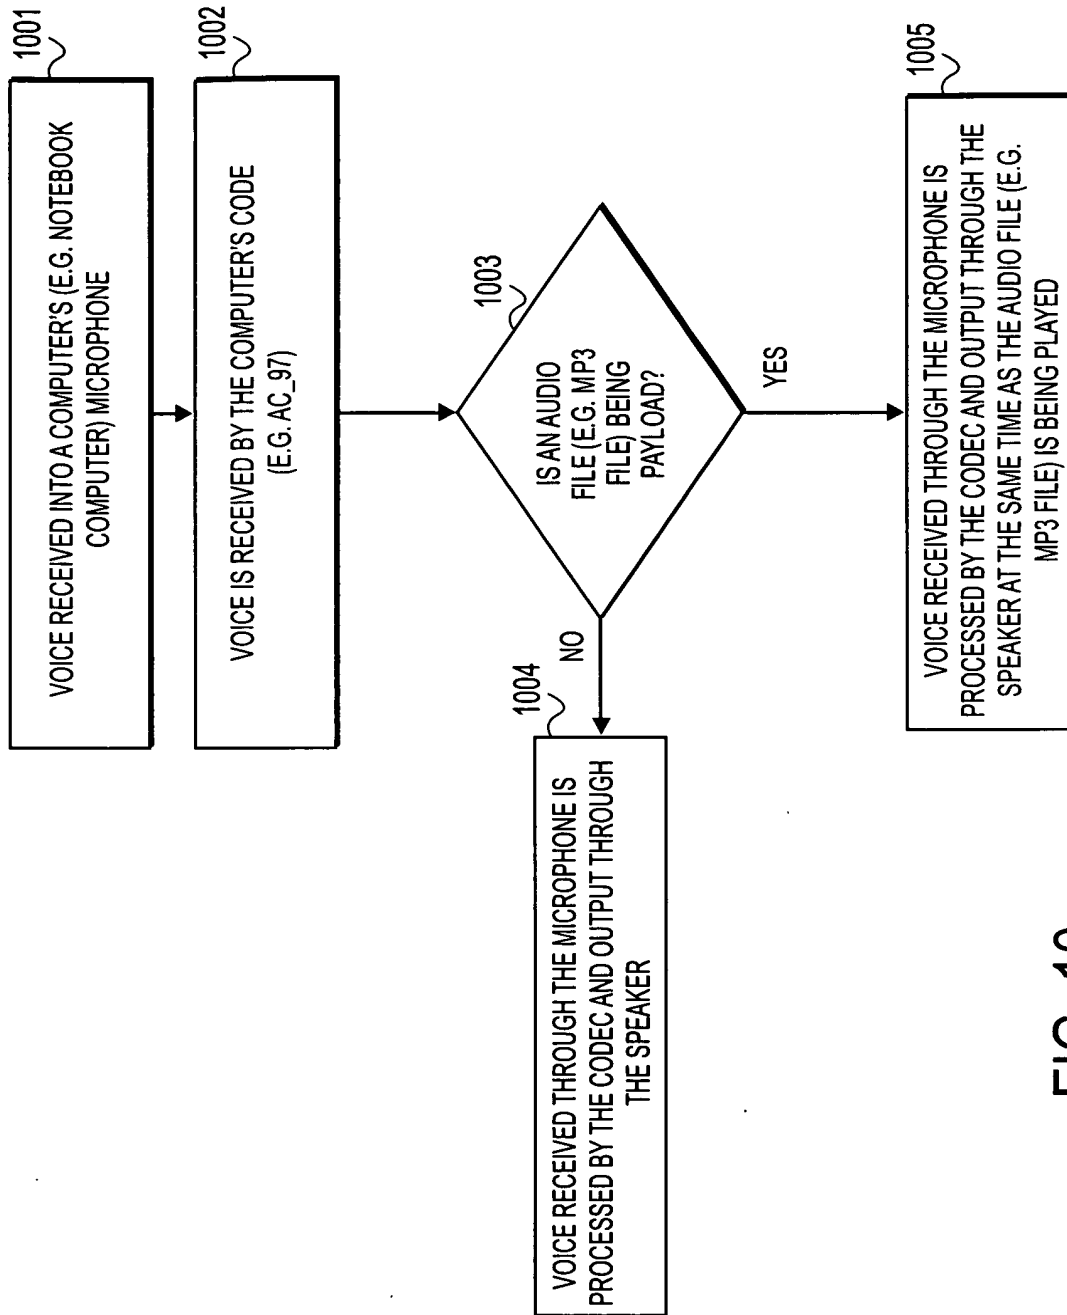 1001
VOICE RECEIVED INTO A COMPUTER'S (E.G. NOTEBOOK
COMPUTER) MICROPHONE
1002
VOICE IS RECEIVED BY THE COMPUTER'S CODE
(E.G. AC_97)
1003
IS AN AUDIO
FILE (E.G. MP3
FILE) BEING
PAYLOAD?
NO
YES
1004
VOICE RECEIVED THROUGH THE MICROPHONE IS
PROCESSED BY THE CODEC AND OUTPUT THROUGH
THE SPEAKER
1005
VOICE RECEIVED THROUGH THE MICROPHONE IS
PROCESSED BY THE CODEC AND OUTPUT THROUGH THE
SPEAKER AT THE SAME TIME AS THE AUDIO FILE (E.G.
MP3 FILE) IS BEING PLAYED
FIG. 10